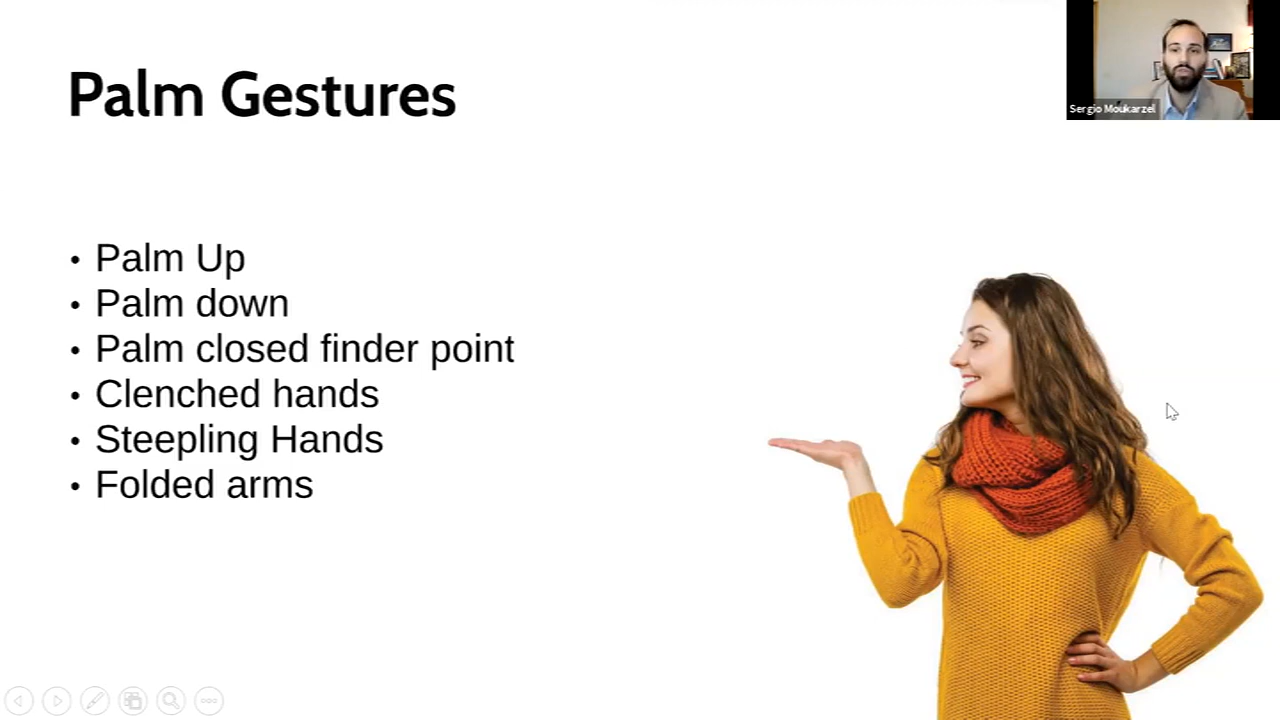 Palm Gestures
Sergio Moukarzel
• Palm Up
• Palm down
• Palm closed finder point
• Clenched hands
• Steepling Hands
• Folded arms